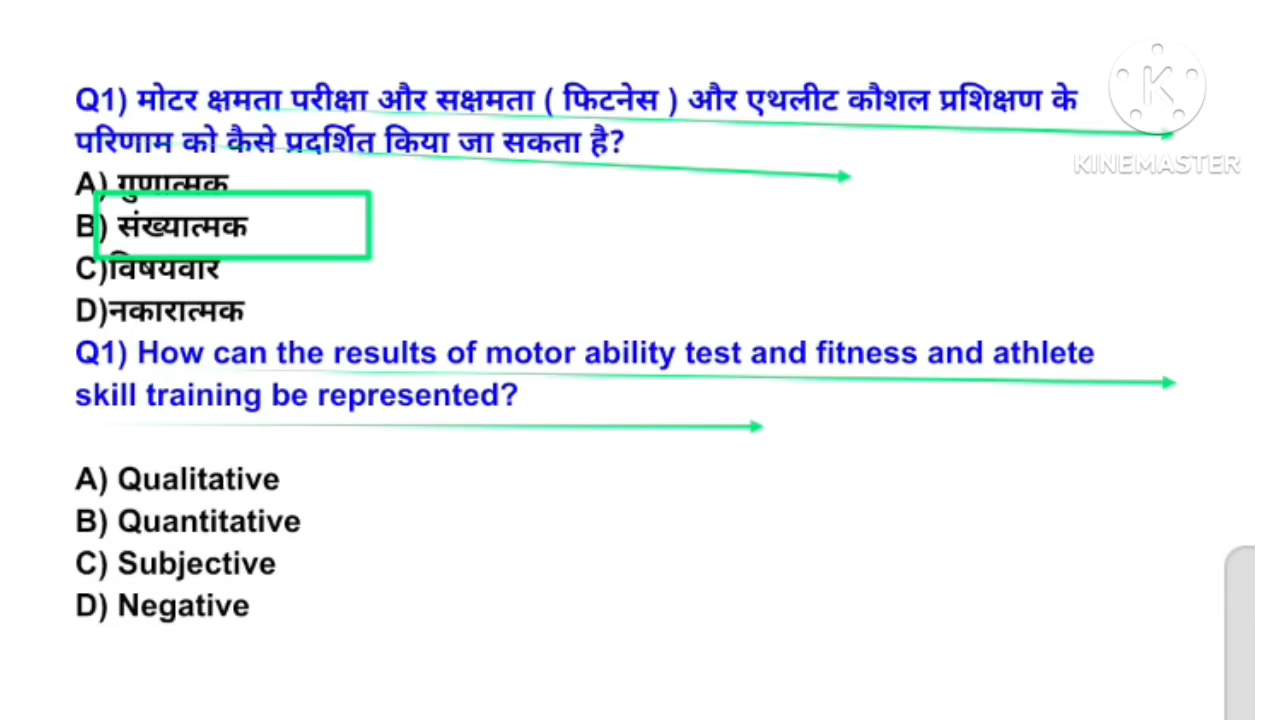 Q1) मोटर क्षमता परीक्षा और सक्षमता ( फिटनेस ) और एथलीट कौशल प्रशिक्षण के
परिणाम को कैसे प्रदर्शित किया जा सकता है?
A) गुणात्मक
B) संख्यात्मक
C)विषयवार
D)नकारात्मक
Q1) How can the results of motor ability test and fitness and athlete
skill training be represented?
A) Qualitative
B) Quantitative
C) Subjective
D) Negative
K
KINEMASTER